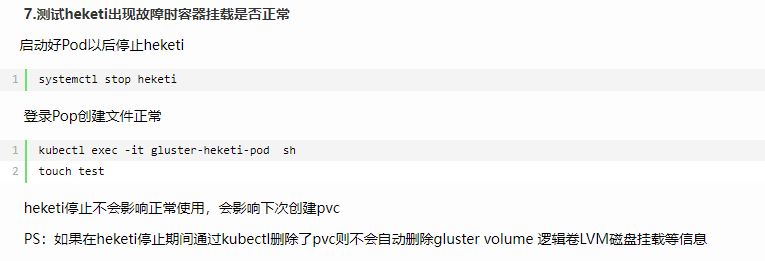 7.测试heketi出现故障时容器挂载是否正常
启动好Pod以后停止heketi
1 systemctl stop heketi
登录Pop创建文件正常
1 kubectl exec -it gluster-heketi-pod  sh
2 touch test
heketi停止不会影响正常使用，会影响下次创建pvc
PS：如果在heketi停止期间通过kubectl删除了pvc则不会自动删除gluster volume 逻辑卷LVM磁盘挂载等信息